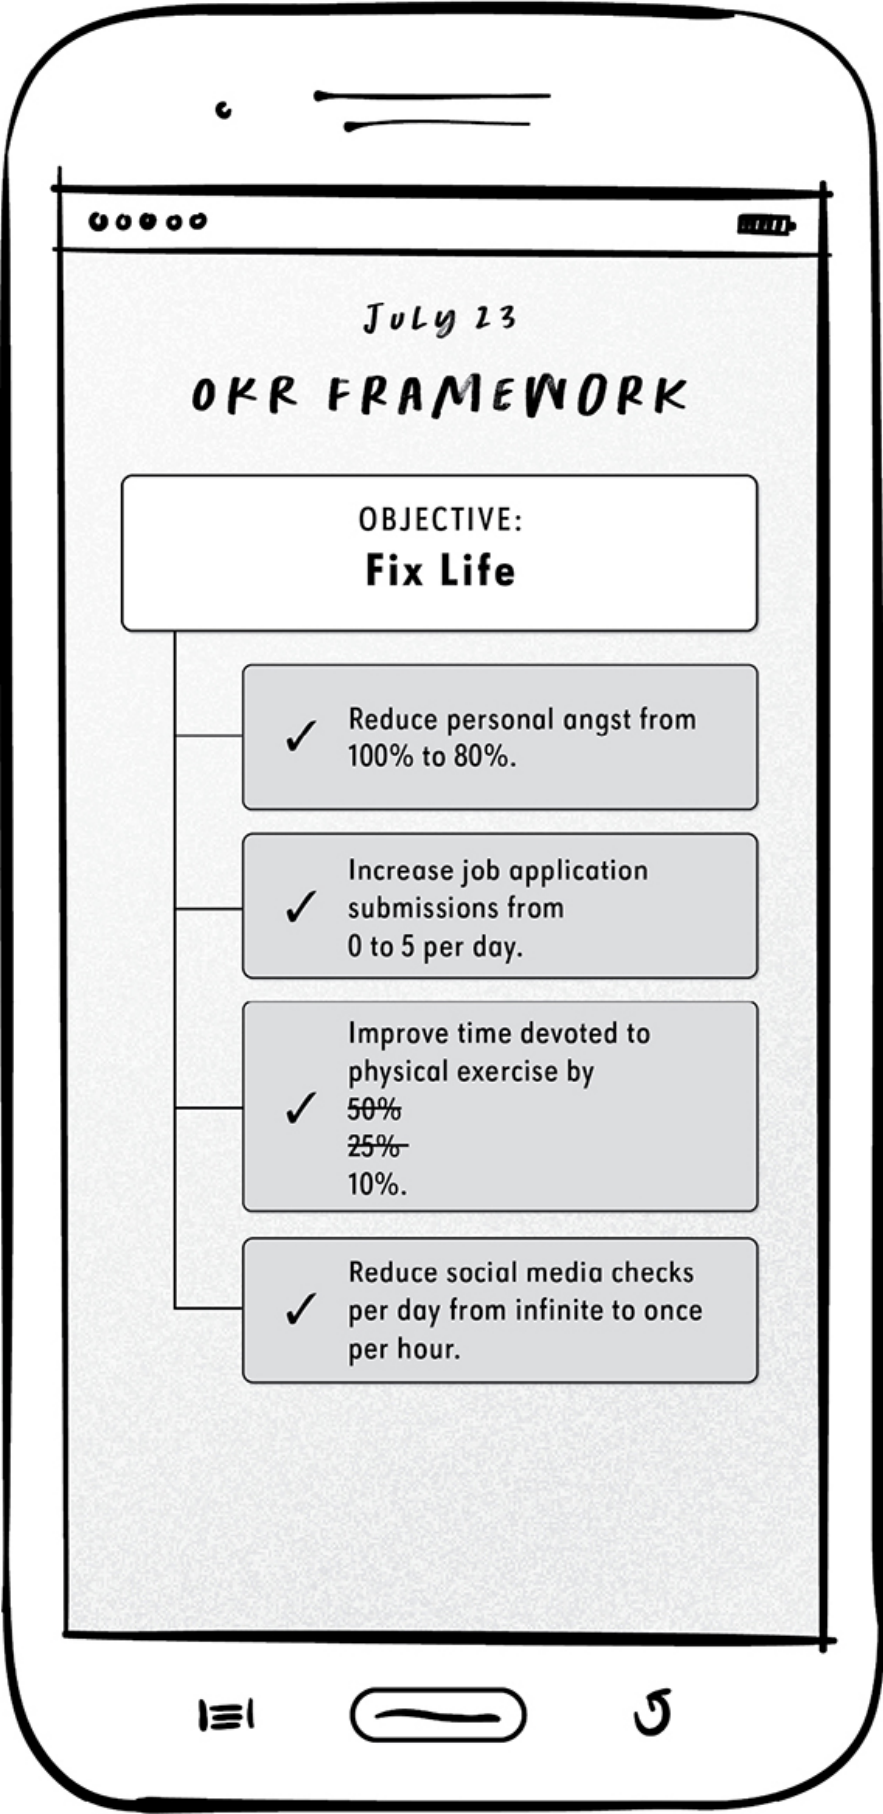 July 23
OKR FRAMEWORK
OBJECTIVE:
Fix Life
✓ Reduce personal angst from
100% to 80%.
✓ Increase job application
submissions from
0 to 5 per day.
✓ Improve time devoted to
physical exercise by
50%
25%
10%.
✓ Reduce social media checks
per day from infinite to once
per hour.